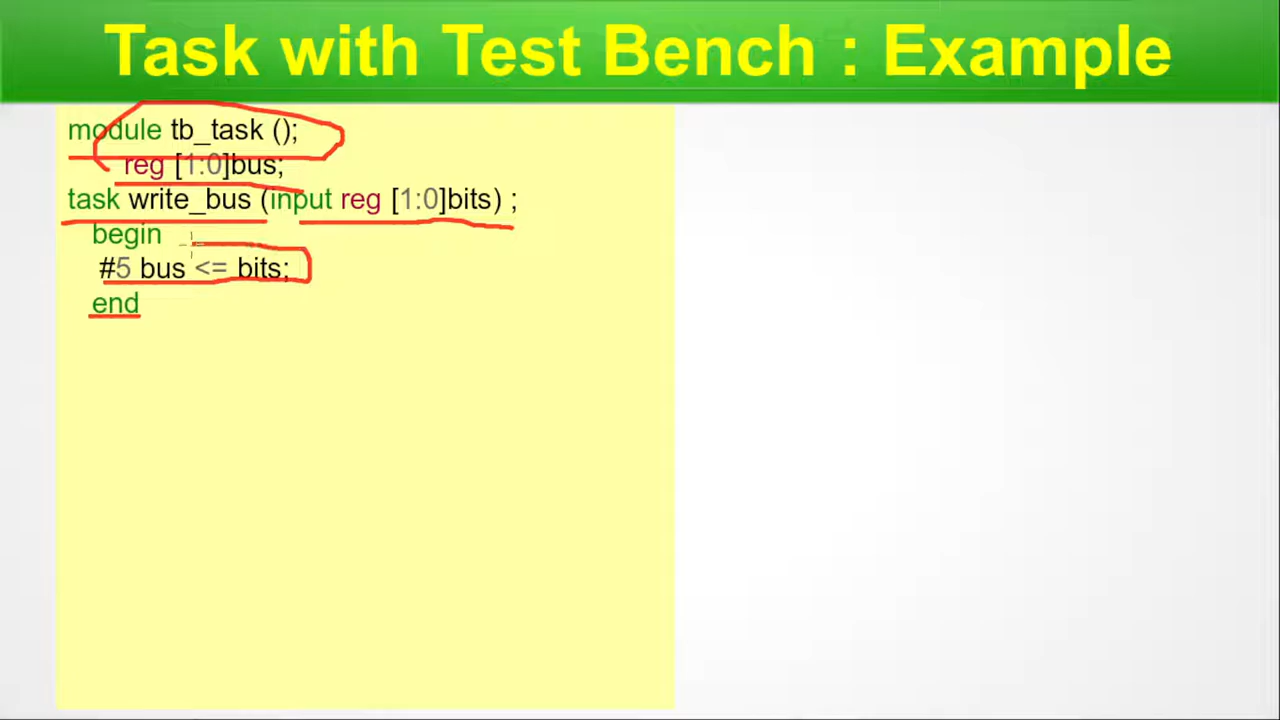 Task with Test Bench : Example
module tb_task ();
reg [1:0]bus;
task write_bus (input reg [1:0]bits) ;
begin
#5 bus <= bits;
end